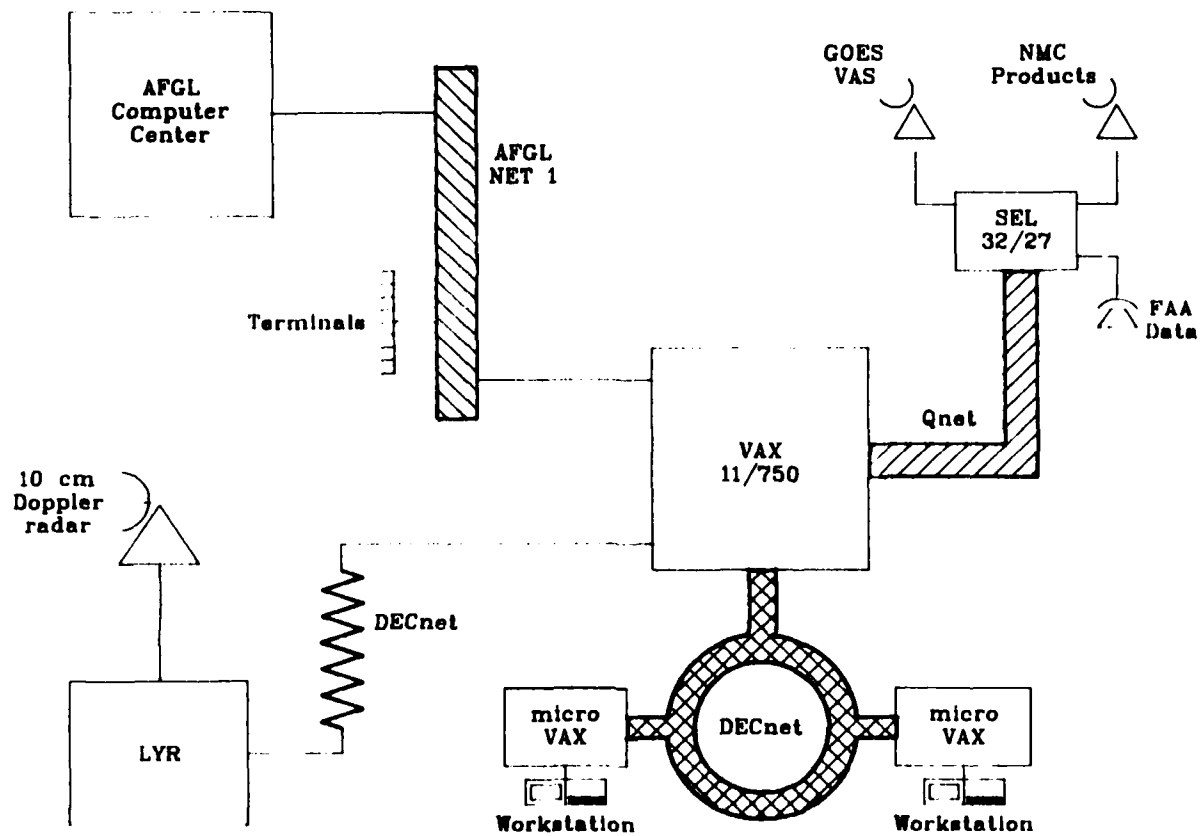 AFGL
Computer
Center
AFGL
NET 1
GOES
VAS
NMC
Products
SEL
32/27
FAA
Data
Terminals
Qnet
VAX
11/750
10 cm
Doppler
radar
DECnet
LYR
micro
VAX
DECnet
micro
VAX
Workstation
Workstation